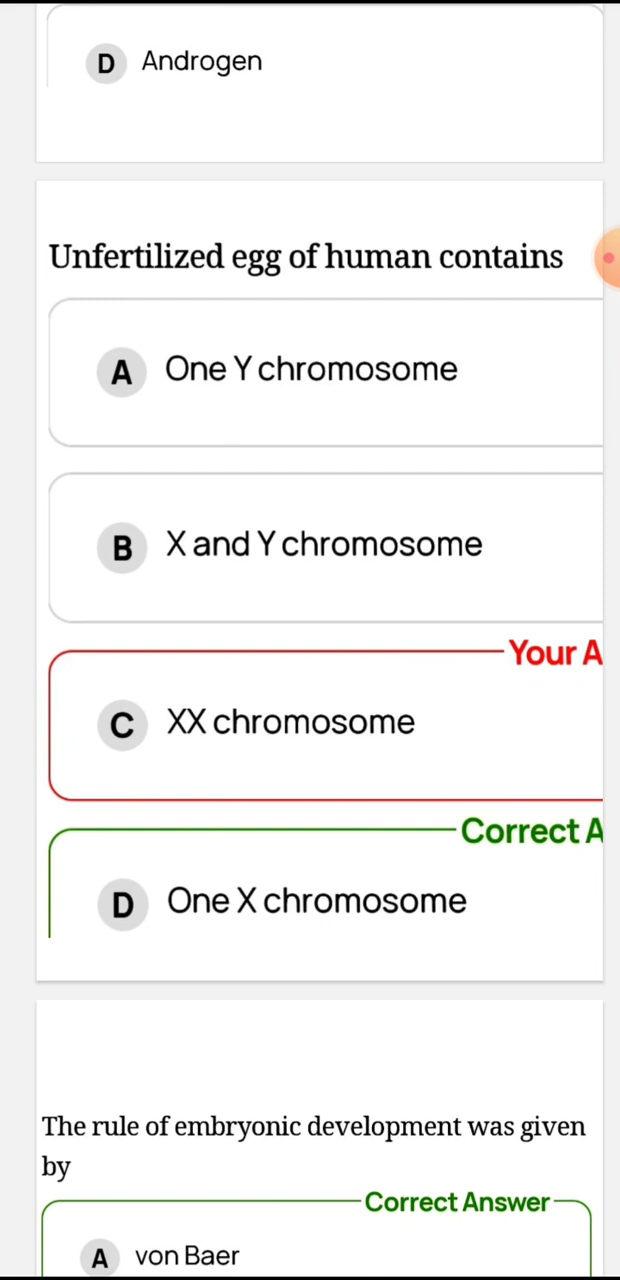 D Androgen
Unfertilized egg of human contains
A One Y chromosome
B X and Y chromosome
Your A
C XX chromosome
Correct A
D One X chromosome
The rule of embryonic development was given
by
Correct Answer
A von Baer